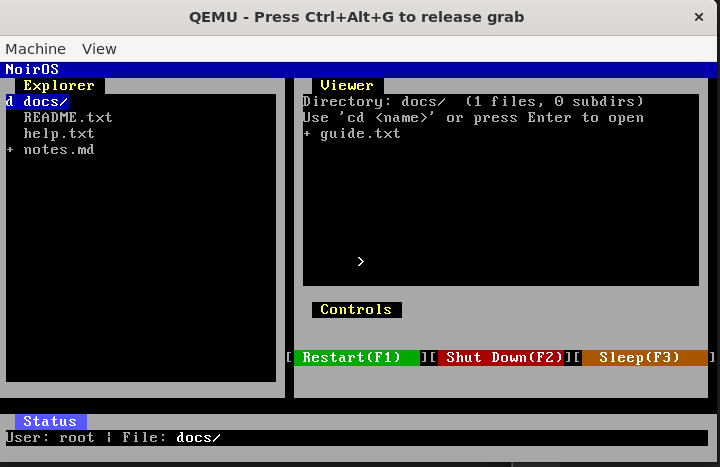 QEMU - Press Ctrl+Alt+G to release grab ×
Machine View
NoirOS
Explorer
d docs/
README.txt
help.txt
+ notes.md
Viewer
Directory: docs/ (1 files, 0 subdirs)
Use 'cd <name>' or press Enter to open
+ guide.txt
>
Controls
[ Restart(F1) ][ Shut Down(F2)][ Sleep(F3) ]
Status
User: root ¦ File: docs/